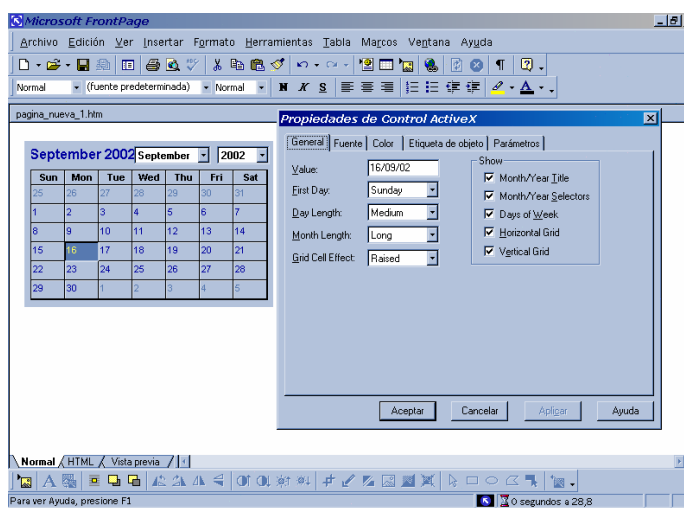 Microsoft FrontPage
Archivo Edición Ver Insertar Formato Herramientas Tabla Marcos Ventana Ayuda
Normal (fuente predeterminada) Normal N K S A
pagina_nueva_1.htm
Propiedades de Control ActiveX
General Fuente Color Etiqueta de objeto Parámetros
September 2002 September 2002
Sun Mon Tue Wed Thu Fri Sat
25 26 27 28 29 30 31
1 2 3 4 5 6 7
8 9 10 11 12 13 14
15 16 17 18 19 20 21
22 23 24 25 26 27 28
29 30 1 2 3 4 5
Value: 16/09/02
First Day: Sunday
Day Length: Medium
Month Length: Long
Grid Cell Effect: Raised
Show
Month/Year Title
Month/Year Selectors
Days of Week
Horizontal Grid
Vertical Grid
Aceptar Cancelar Aplicar Ayuda
Normal HTML Vista previa
Para ver Ayuda, presione F1
0 segundos a 28,8